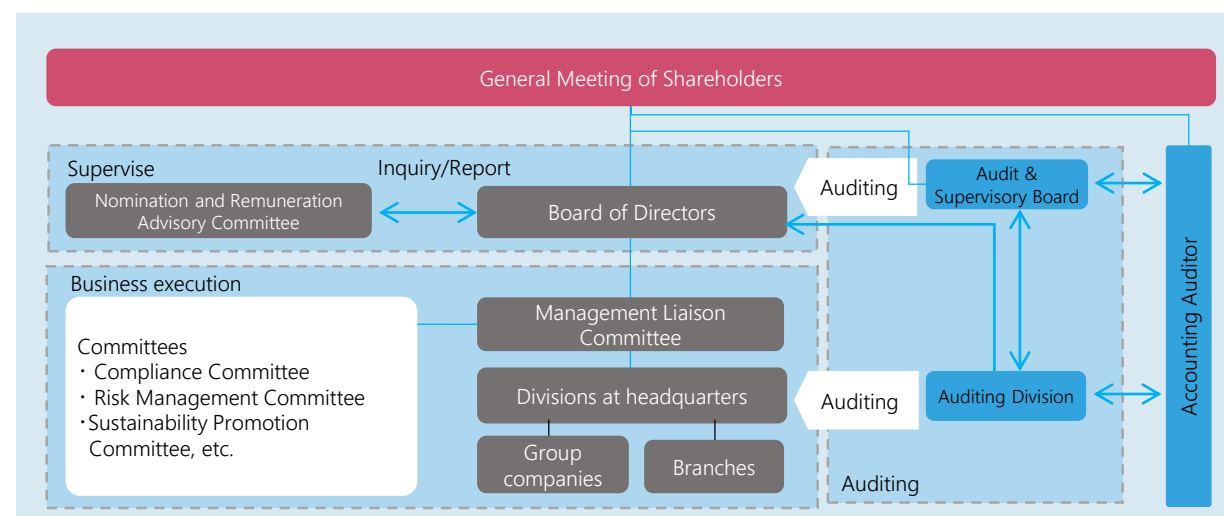 General Meeting of Shareholders
Supervise
Inquiry/Report
Nomination and Remuneration
Advisory Committee
Board of Directors
Auditing
Audit &
Supervisory Board
Accounting Auditor
Business execution
Committees
・Compliance Committee
・Risk Management Committee
・Sustainability Promotion
Committee, etc.
Management Liaison
Committee
Divisions at headquarters
Auditing
Auditing Division
Group
companies
Branches
Auditing